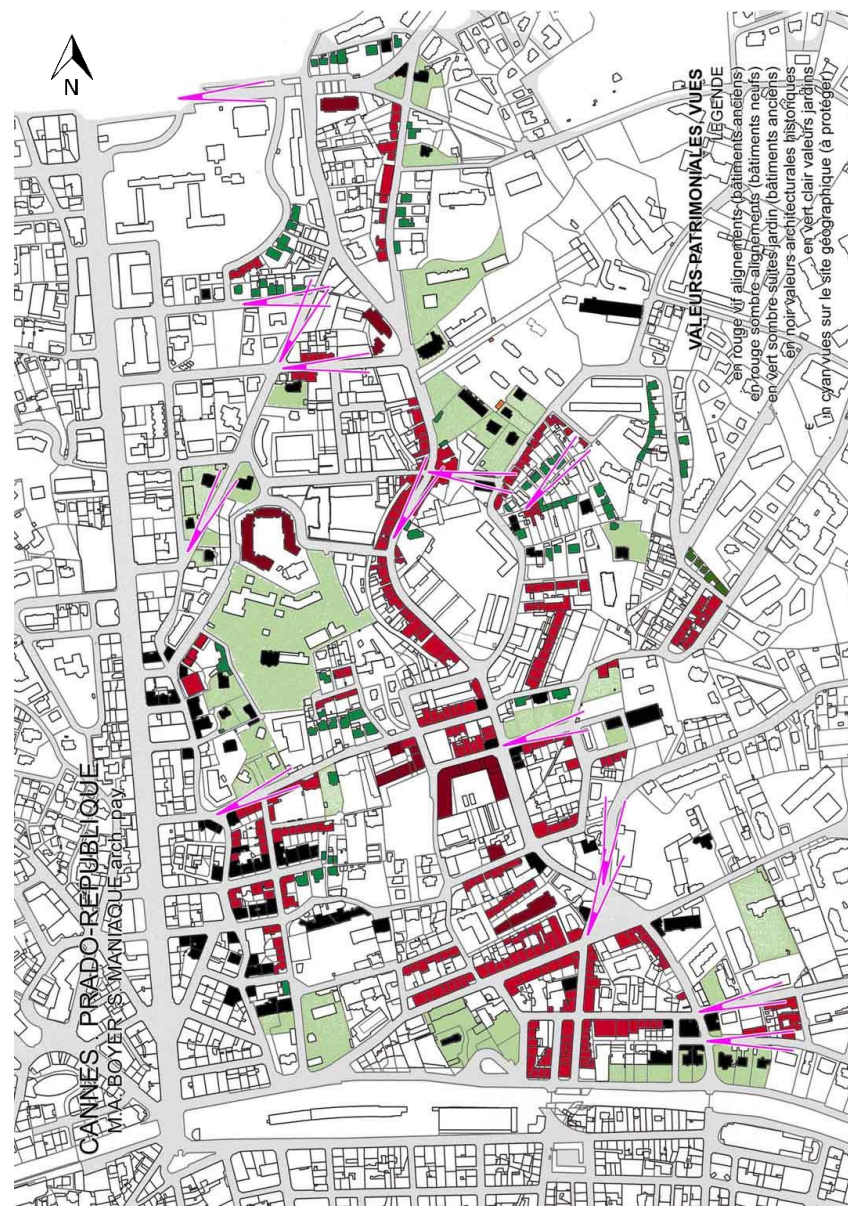 N
CANNES : PRADO-REPUBLIQUE
M.A.BOYER S.MANIAQUE arch. pay.
VALEURS PATRIMONIALES, VUES
LEGENDE
en rouge vif alignements (bâtiments anciens)
en rouge sombre alignements (bâtiments neufs)
en vert sombre suites jardin (bâtiments anciens)
en noir valeurs architecturales historiques
en vert clair valeurs jardins
en cyan vues sur le site géographique (à protéger)